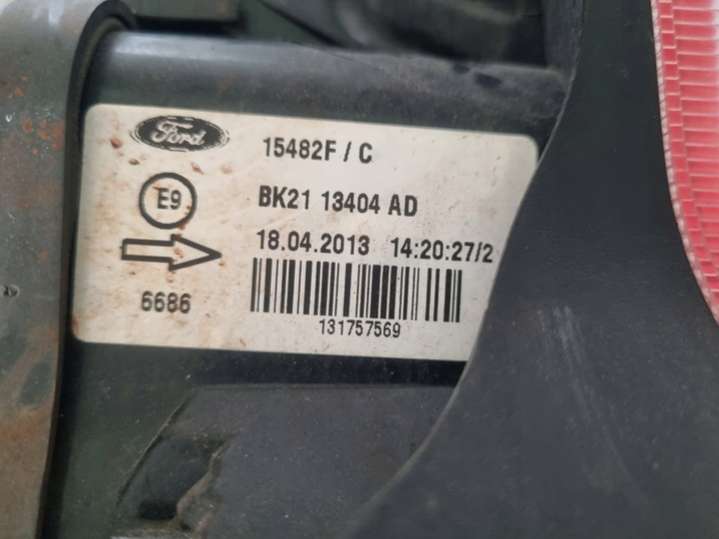 Ford
15482F / C
E9
BK21 13404 AD
18.04.2013 14:20:27/2
6686
131757569